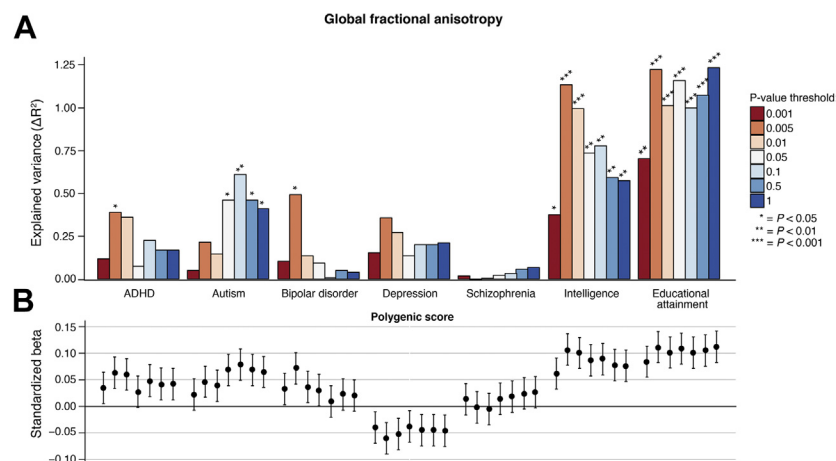 Global fractional anisotropy
A
Explained variance (ΔR²)
1.25
1.00
0.75
0.50
0.25
0.00
*
* ** * *
*
* *** *** ** ** ** **
** *** *** * *** *** ***
ADHD Autism Bipolar disorder Depression Schizophrenia Intelligence Educational attainment
P-value threshold
0.001
0.005
0.01
0.05
0.1
0.5
1
* = P < 0.05
** = P < 0.01
*** = P < 0.001
B
Polygenic score
Standardized beta
0.15
0.10
0.05
0.00
−0.05
−0.10